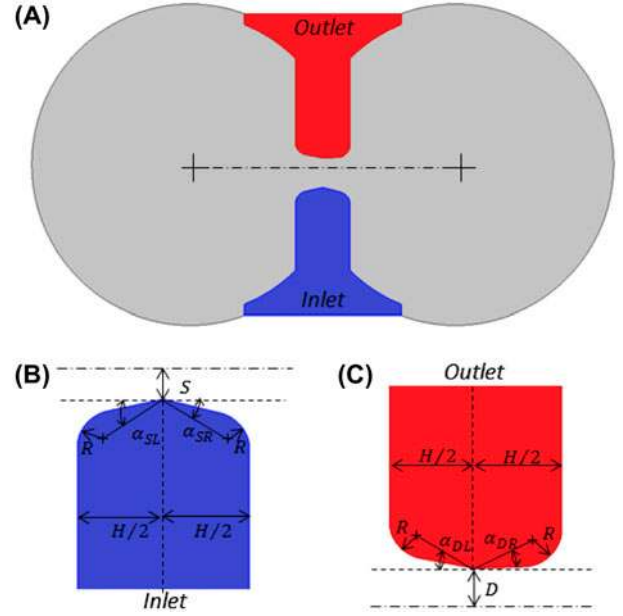 (A)
Outlet
Inlet
(B)
S
α_SL
α_SR
R
R
H/2
H/2
Inlet
(C)
Outlet
H/2
H/2
R
α_DL
α_DR
R
D